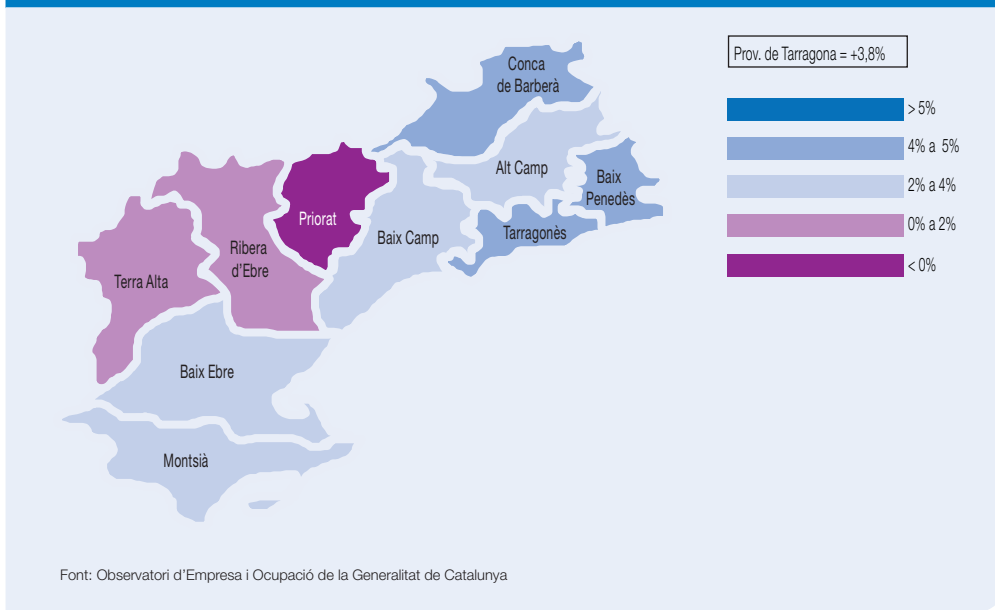 Prov. de Tarragona = +3,8%
> 5%
4% a 5%
2% a 4%
0% a 2%
< 0%
Conca
de Barberà
Alt Camp
Baix
Penedès
Priorat
Tarragonès
Baix Camp
Ribera
d'Ebre
Terra Alta
Baix Ebre
Montsià
Font: Observatori d'Empresa i Ocupació de la Generalitat de Catalunya